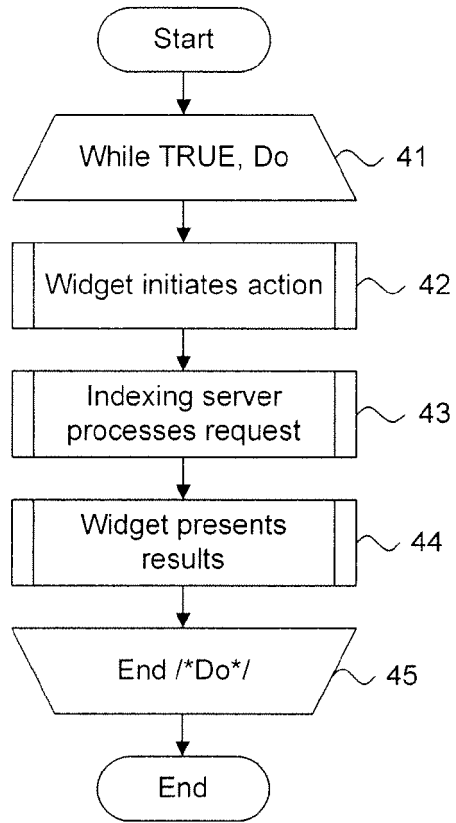 Start
While TRUE, Do
41
Widget initiates action
42
Indexing server
processes request
43
Widget presents
results
44
End /*Do*/
45
End